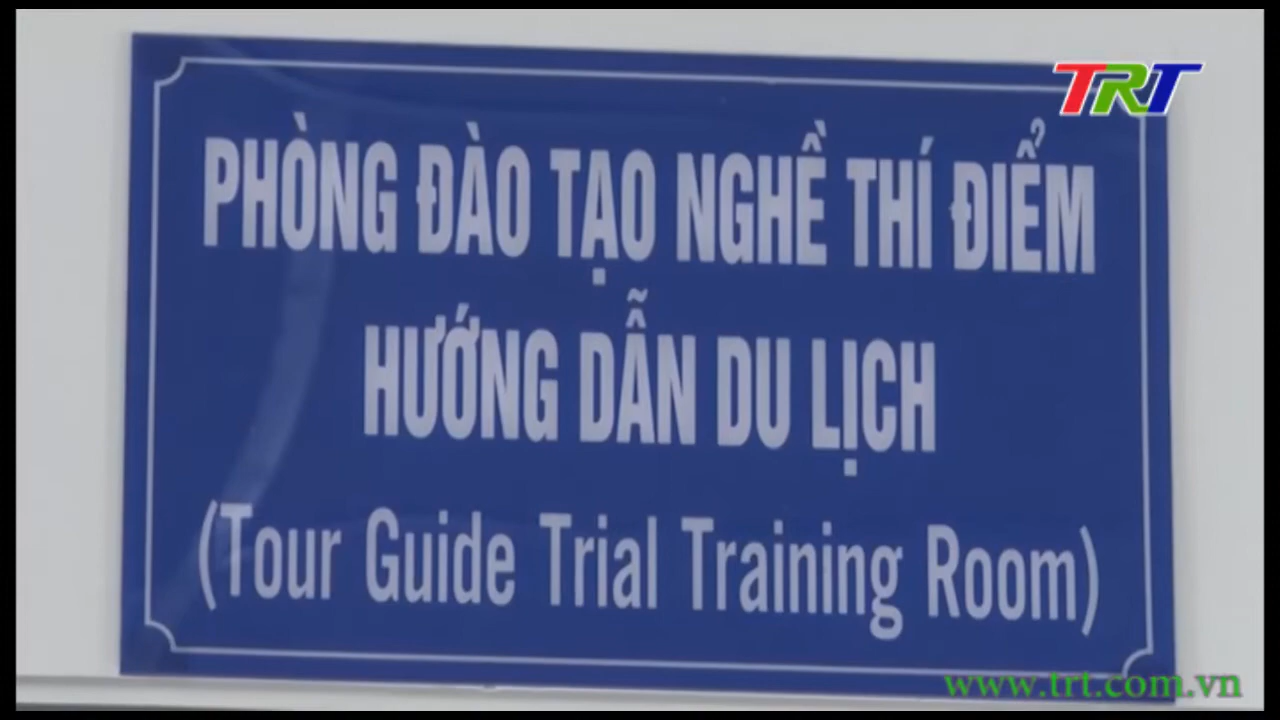 TRT
PHÒNG ĐÀO TẠO NGHỀ THÍ ĐIỂM
HƯỚNG DẪN DU LỊCH
(Tour Guide Trial Training Room)
www.trt.com.vn